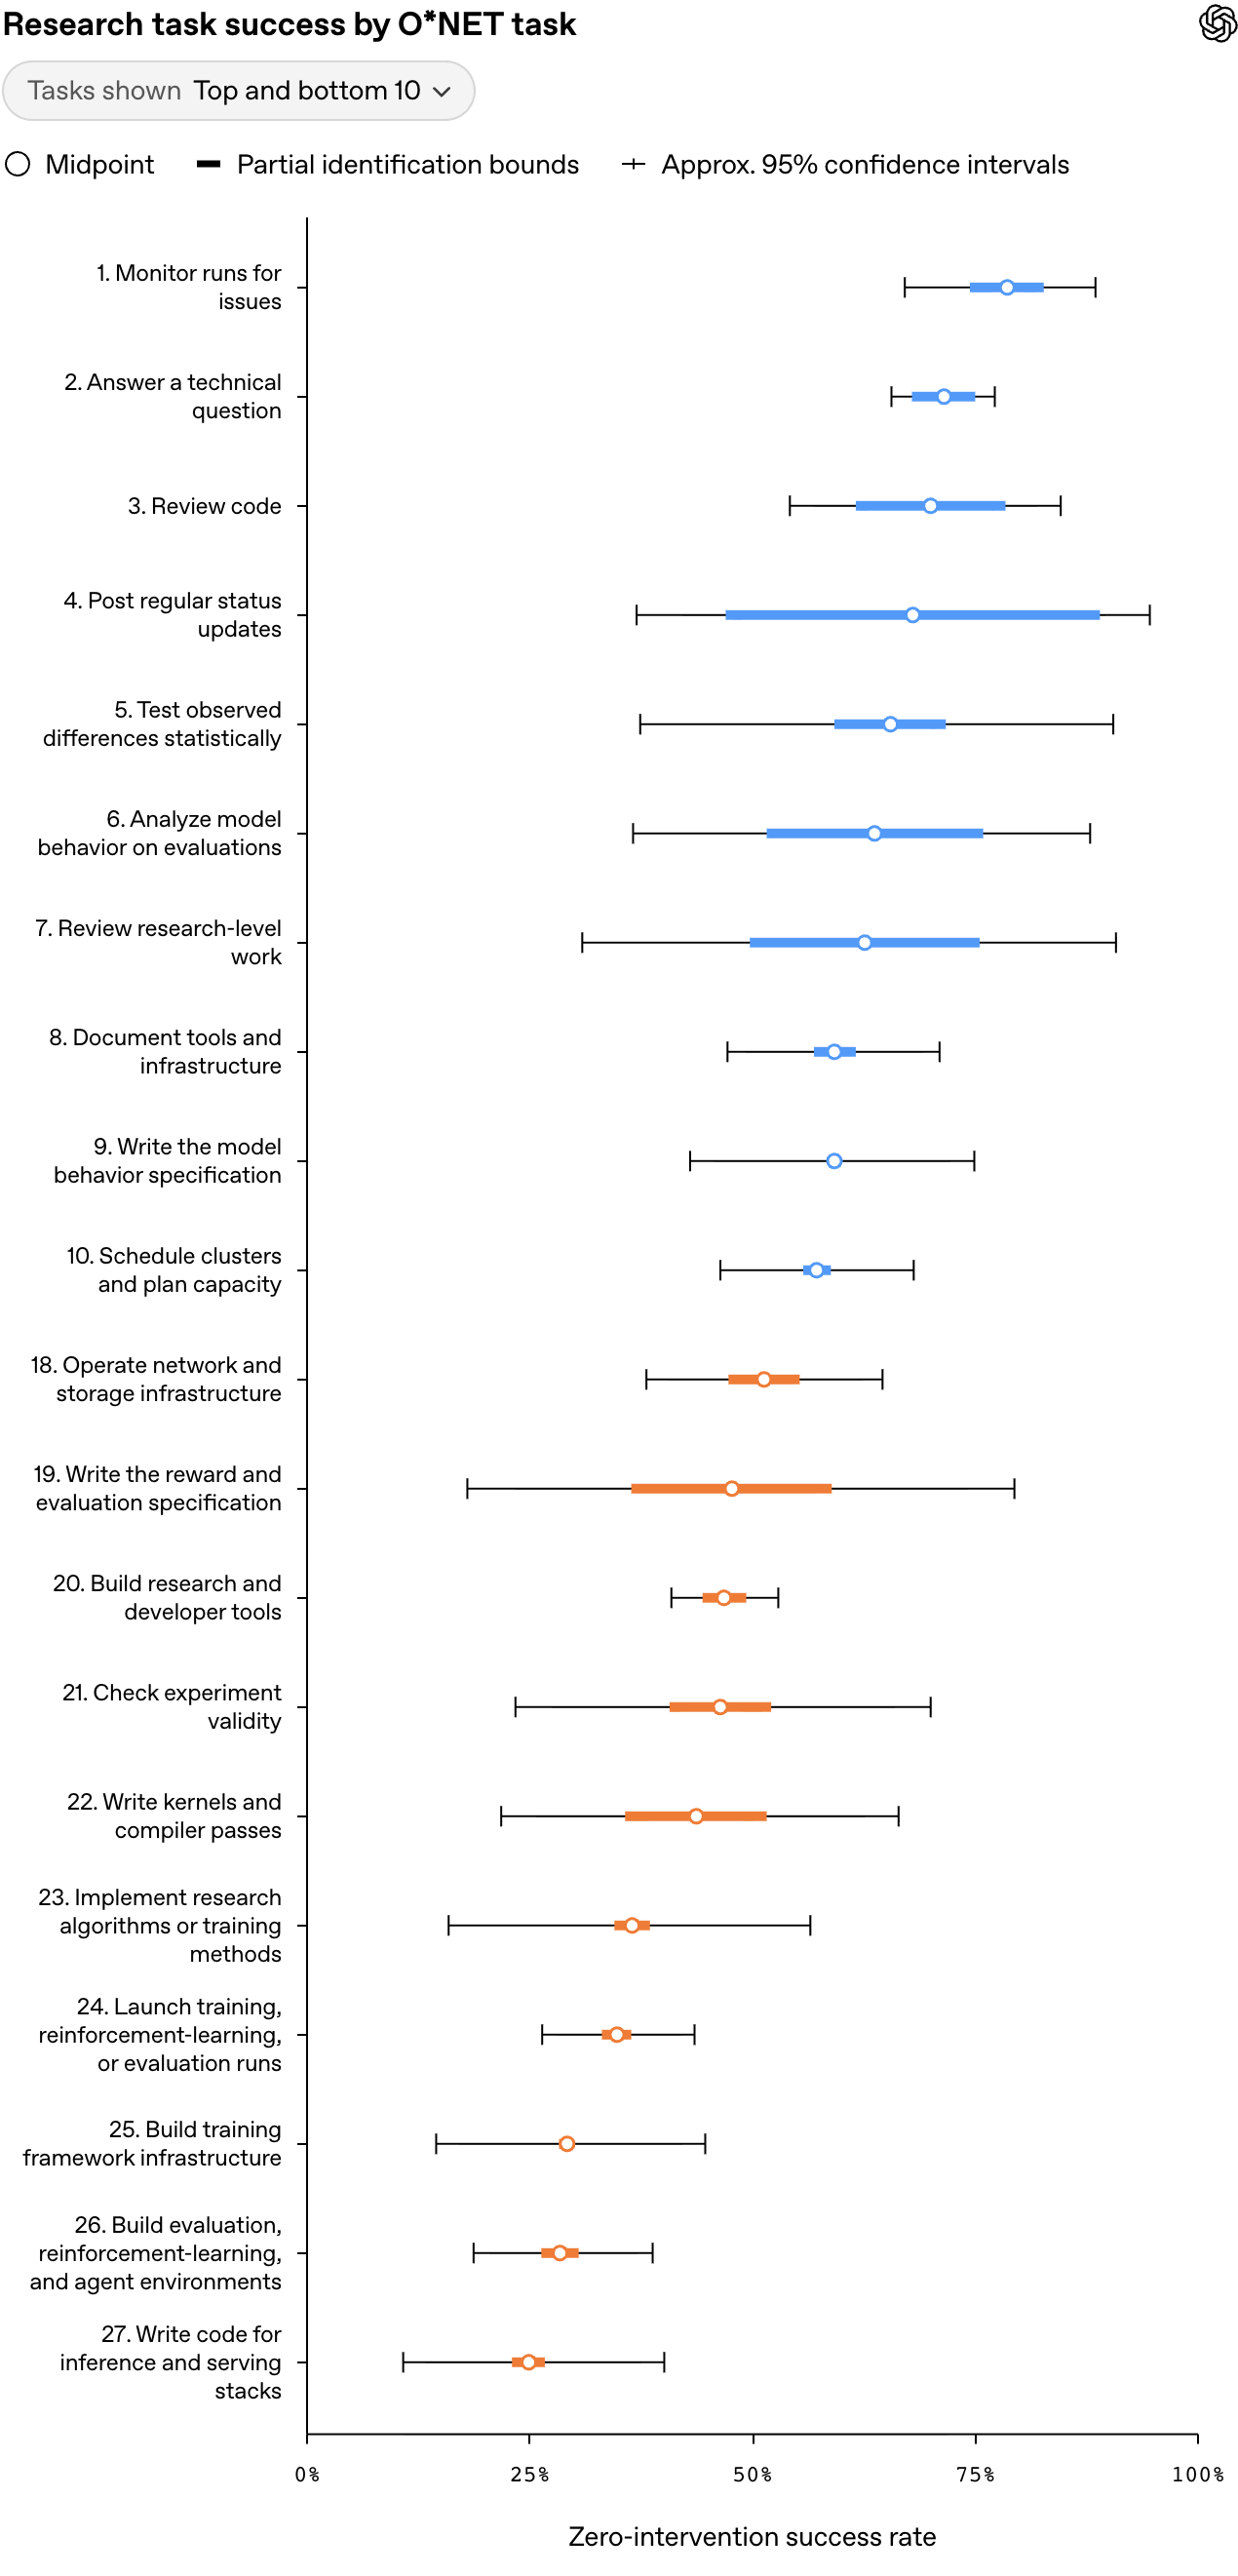 Research task success by O*NET task
Tasks shown Top and bottom 10
Midpoint Partial identification bounds Approx. 95% confidence intervals
1. Monitor runs for
issues
2. Answer a technical
question
3. Review code
4. Post regular status
updates
5. Test observed
differences statistically
6. Analyze model
behavior on evaluations
7. Review research-level
work
8. Document tools and
infrastructure
9. Write the model
behavior specification
10. Schedule clusters
and plan capacity
18. Operate network and
storage infrastructure
19. Write the reward and
evaluation specification
20. Build research and
developer tools
21. Check experiment
validity
22. Write kernels and
compiler passes
23. Implement research
algorithms or training
methods
24. Launch training,
reinforcement-learning,
or evaluation runs
25. Build training
framework infrastructure
26. Build evaluation,
reinforcement-learning,
and agent environments
27. Write code for
inference and serving
stacks
0% 25% 50% 75% 100%
Zero-intervention success rate